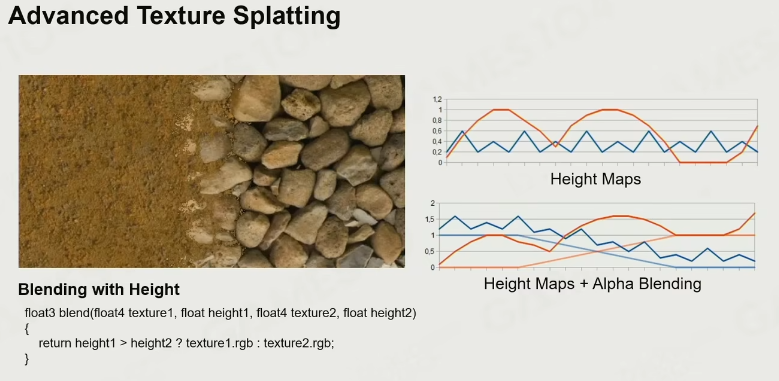 Advanced Texture Splatting
1,2
1
0,8
0,6
0,4
0,2
0
Height Maps
2
1,5
1
0,5
0
Height Maps + Alpha Blending
Blending with Height
float3 blend(float4 texture1, float height1, float4 texture2, float height2)
{
return height1 > height2 ? texture1.rgb : texture2.rgb;
}
GAMES104